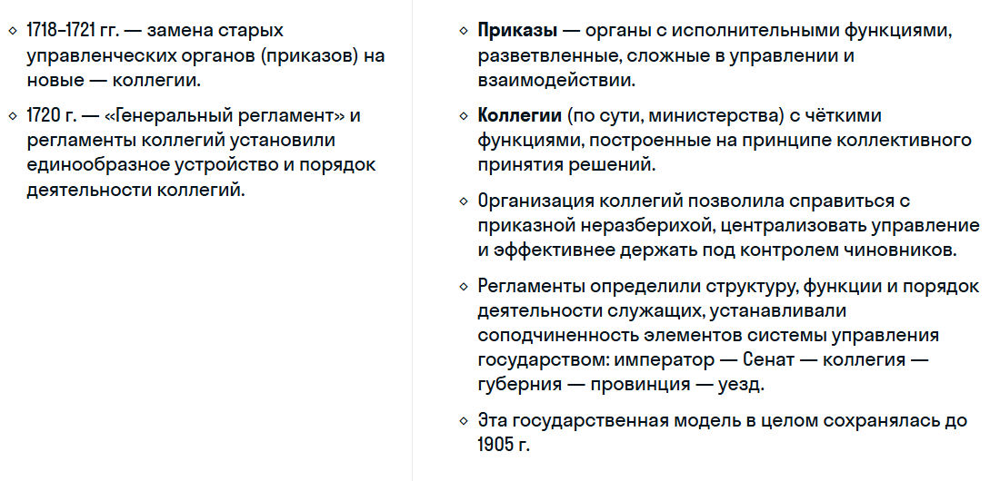 ◇ 1718–1721 гг. — замена старых
управленческих органов (приказов) на
новые — коллегии.
◇ 1720 г. — «Генеральный регламент» и
регламенты коллегий установили
единообразное устройство и порядок
деятельности коллегий.
◇ Приказы — органы с исполнительными функциями,
разветвленные, сложные в управлении и
взаимодействии.
◇ Коллегии (по сути, министерства) с чёткими
функциями, построенные на принципе коллективного
принятия решений.
◇ Организация коллегий позволила справиться с
приказной неразберихой, централизовать управление
и эффективнее держать под контролем чиновников.
◇ Регламенты определили структуру, функции и порядок
деятельности служащих, устанавливали
соподчиненность элементов системы управления
государством: император — Сенат — коллегия —
губерния — провинция — уезд.
◇ Эта государственная модель в целом сохранялась до
1905 г.